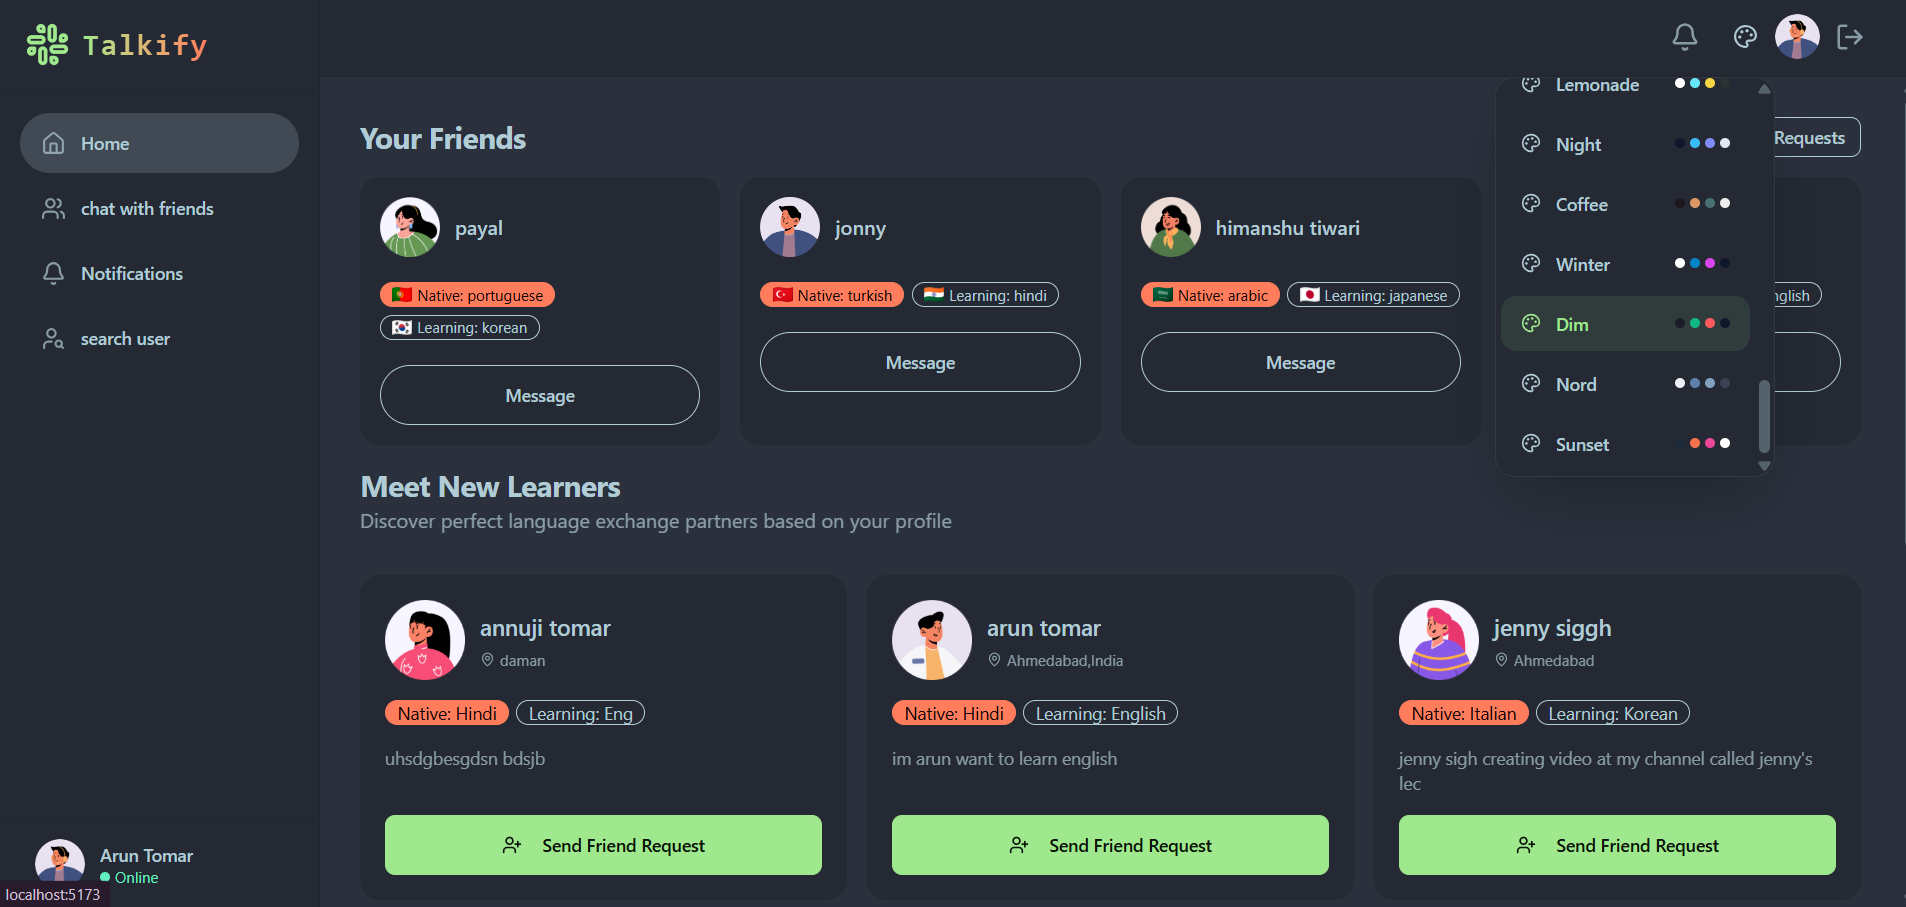 Talkify
Home
chat with friends
Notifications
search user
Arun Tomar
Online
localhost:5173
Your Friends
Requests
payal
Native: portuguese
Learning: korean
Message
jonny
Native: turkish
Learning: hindi
Message
himanshu tiwari
Native: arabic
Learning: japanese
Message
Lemonade
Night
Coffee
Winter
Dim
Nord
Sunset
Meet New Learners
Discover perfect language exchange partners based on your profile
annuji tomar
daman
Native: Hindi
Learning: Eng
uhsdgbesgdsn bdsjb
Send Friend Request
arun tomar
Ahmedabad,India
Native: Hindi
Learning: English
im arun want to learn english
Send Friend Request
jenny siggh
Ahmedabad
Native: Italian
Learning: Korean
jenny sigh creating video at my channel called jenny's
lec
Send Friend Request